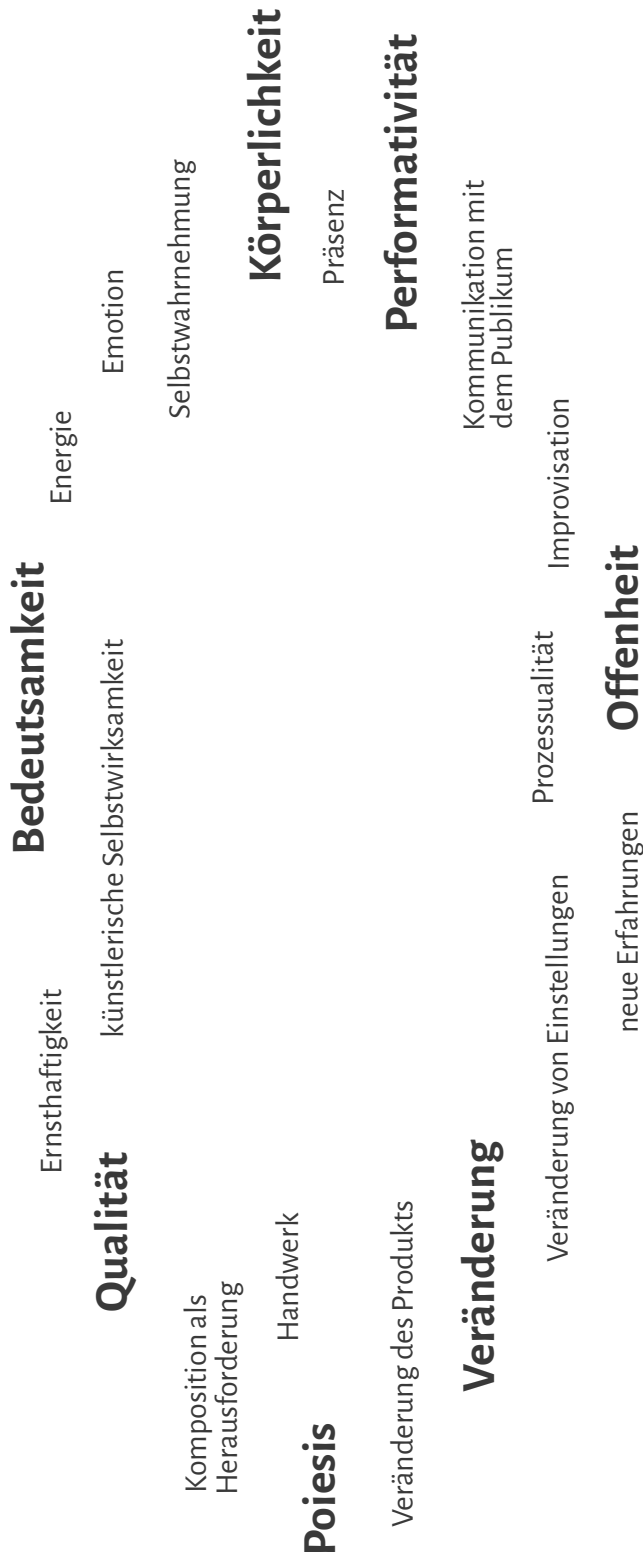 Bedeutsamkeit
Ernsthaftigkeit
Energie
künstlerische Selbstwirksamkeit
Emotion
Qualität
Selbstwahrnehmung
Komposition als
Herausforderung
Körperlichkeit
Handwerk
Präsenz
Poiesis
Performativität
Veränderung des Produkts
Kommunikation mit
dem Publikum
Veränderung
Improvisation
Prozessualität
Veränderung von Einstellungen
Offenheit
neue Erfahrungen